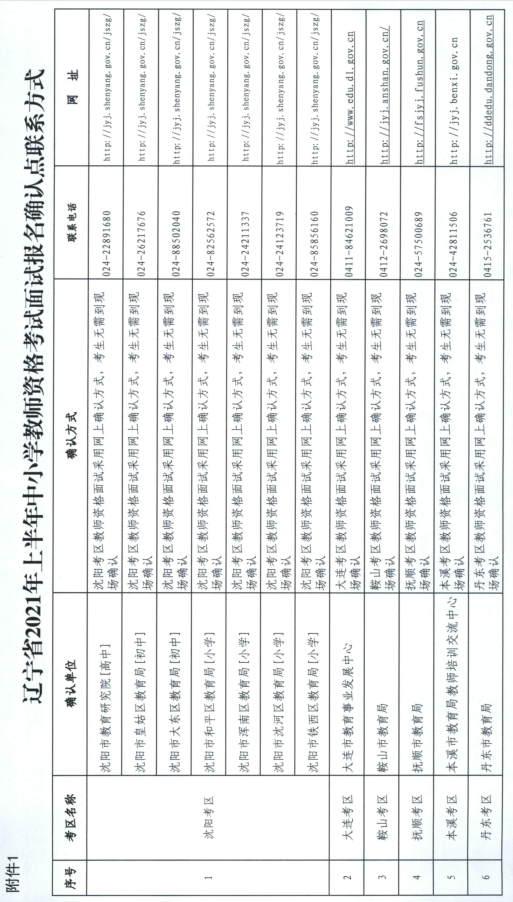 附件1
辽宁省2021年上半年中小学教师资格考试面试报名确认点联系方式
序号 考区名称 确认单位 确认方式 联系电话 网 址
1 沈阳考区 沈阳市教育研究院[高中] 沈阳考区教师资格面试采用网上确认方式，考生无需到现
场确认 024-22891680 http://jyj.shenyang.gov.cn/jszg/
沈阳市皇姑区教育局[初中] 沈阳考区教师资格面试采用网上确认方式，考生无需到现
场确认 024-26217676 http://jyj.shenyang.gov.cn/jszg/
沈阳市大东区教育局[初中] 沈阳考区教师资格面试采用网上确认方式，考生无需到现
场确认 024-88502040 http://jyj.shenyang.gov.cn/jszg/
沈阳市和平区教育局[小学] 沈阳考区教师资格面试采用网上确认方式，考生无需到现
场确认 024-82562572 http://jyj.shenyang.gov.cn/jszg/
沈阳市浑南区教育局[小学] 沈阳考区教师资格面试采用网上确认方式，考生无需到现
场确认 024-24211337 http://jyj.shenyang.gov.cn/jszg/
沈阳市沈河区教育局[小学] 沈阳考区教师资格面试采用网上确认方式，考生无需到现
场确认 024-24123719 http://jyj.shenyang.gov.cn/jszg/
沈阳市铁西区教育局[小学] 沈阳考区教师资格面试采用网上确认方式，考生无需到现
场确认 024-85856160 http://jyj.shenyang.gov.cn/jszg/
2 大连考区 大连市教育事业发展中心 大连考区教师资格面试采用网上确认方式，考生无需到现
场确认 0411-84621009 http://www.edu.dl.gov.cn
3 鞍山考区 鞍山市教育局 鞍山考区教师资格面试采用网上确认方式，考生无需到现
场确认 0412-2698072 http://jyj.anshan.gov.cn/
4 抚顺考区 抚顺市教育局 抚顺考区教师资格面试采用网上确认方式，考生无需到现
场确认 024-57500689 http://fsjyj.fushun.gov.cn
5 本溪考区 本溪市教育局教师培训交流中心 本溪考区教师资格面试采用网上确认方式，考生无需到现
场确认 024-42811506 http://jyj.benxi.gov.cn
6 丹东考区 丹东市教育局 丹东考区教师资格面试采用网上确认方式，考生无需到现
场确认 0415-2536761 http://ddedu.dandong.gov.cn